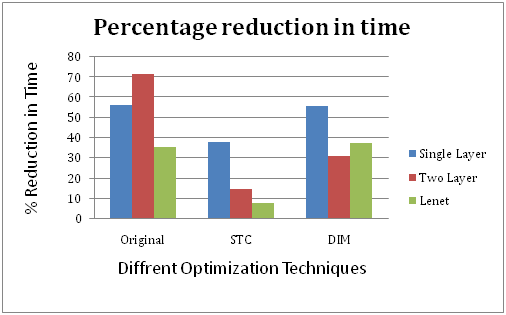 Percentage reduction in time
% Reduction in Time
80
70
60
50
40
30
20
10
0
Original STC DIM
Diffrent Optimization Techniques
Single Layer
Two Layer
Lenet